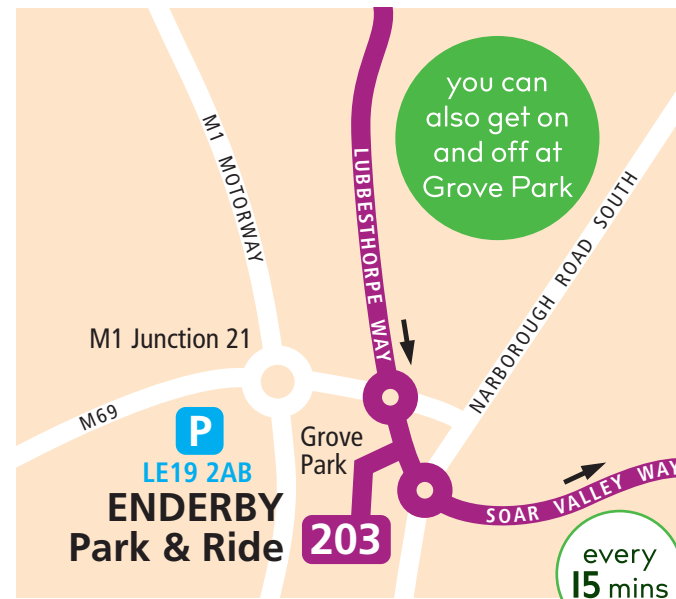 you can
also get on
and off at
Grove Park
M1 MOTORWAY
LUBBESTHORPE WAY
NARBOROUGH ROAD SOUTH
M1 Junction 21
M69
P
LE19 2AB
ENDERBY
Park & Ride
Grove
Park
203
SOAR VALLEY WAY
every
15 mins